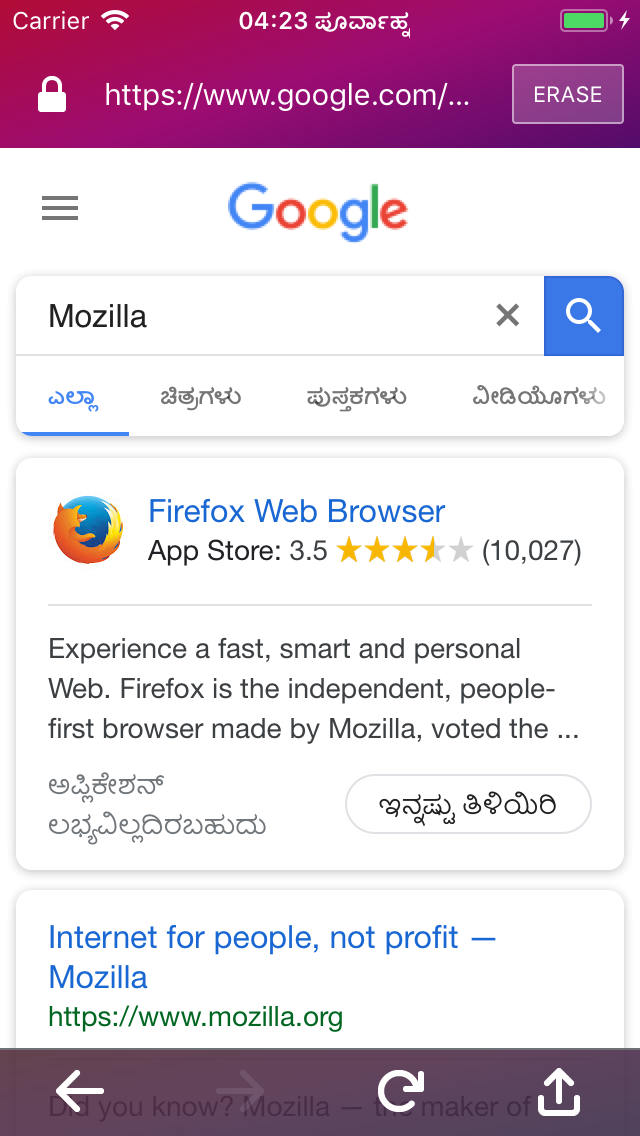 Carrier 04:23 ಪೂರ್ವಾಹ್ನ
https://www.google.com/... ERASE
Google
Mozilla
ಎಲ್ಲಾ ಚಿತ್ರಗಳು ಪುಸ್ತಕಗಳು ವೀಡಿಯೊಗಳು
Firefox Web Browser
App Store: 3.5 (10,027)
Experience a fast, smart and personal
Web. Firefox is the independent, people-
first browser made by Mozilla, voted the ...
ಅಪ್ಲಿಕೇಶನ್
ಲಭ್ಯವಿಲ್ಲದಿರಬಹುದು
ಇನ್ನಷ್ಟು ತಿಳಿಯಿರಿ
Internet for people, not profit —
Mozilla
https://www.mozilla.org
Did you know? Mozilla — the maker of